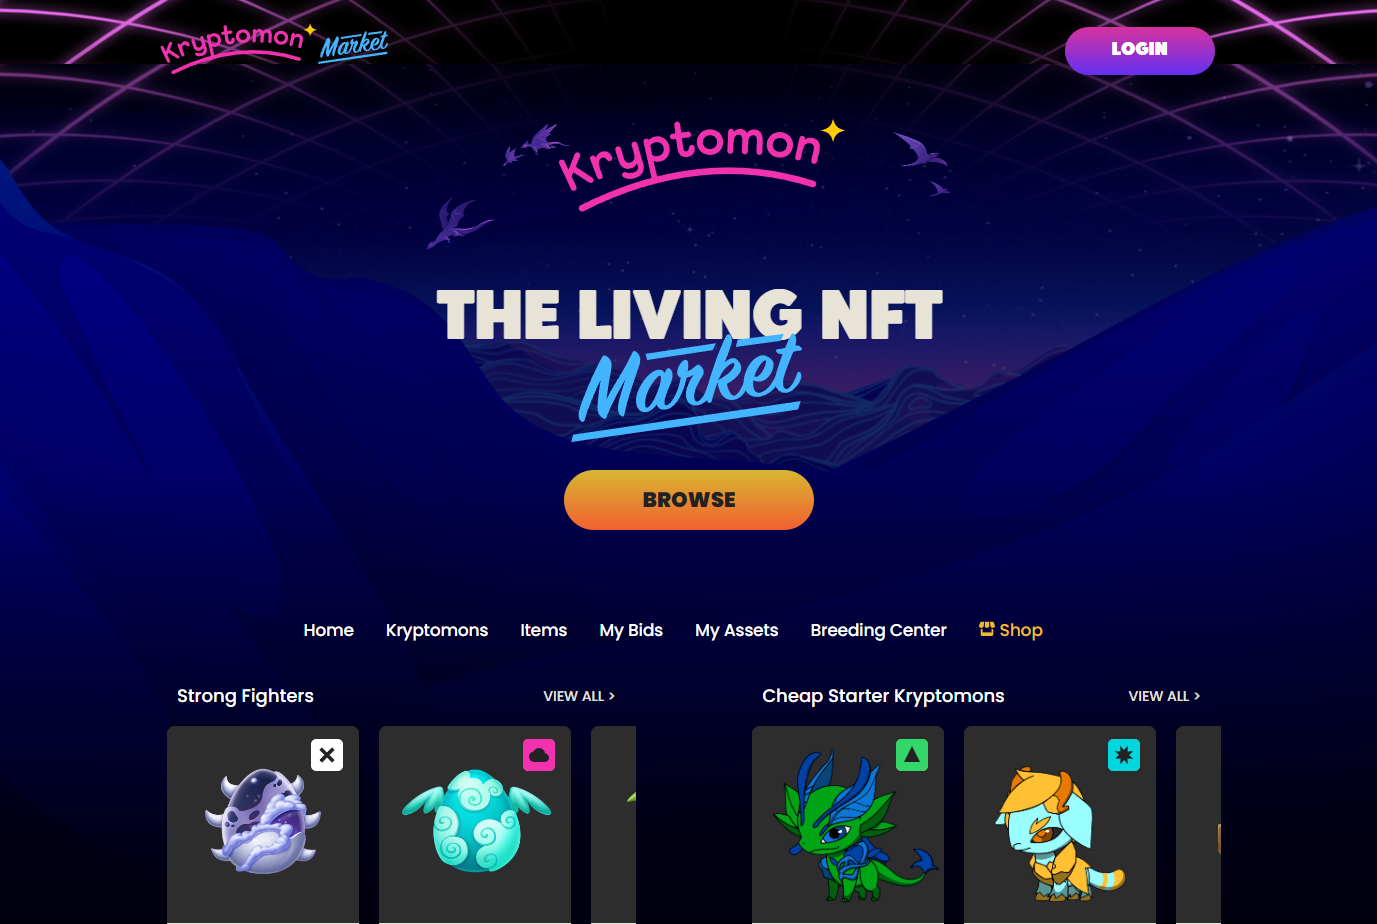 Kryptomon Market
LOGIN
Kryptomon
THE LIVING NFT
Market
BROWSE
Home Kryptomons Items My Bids My Assets Breeding Center Shop
Strong Fighters VIEW ALL >
Cheap Starter Kryptomons VIEW ALL >